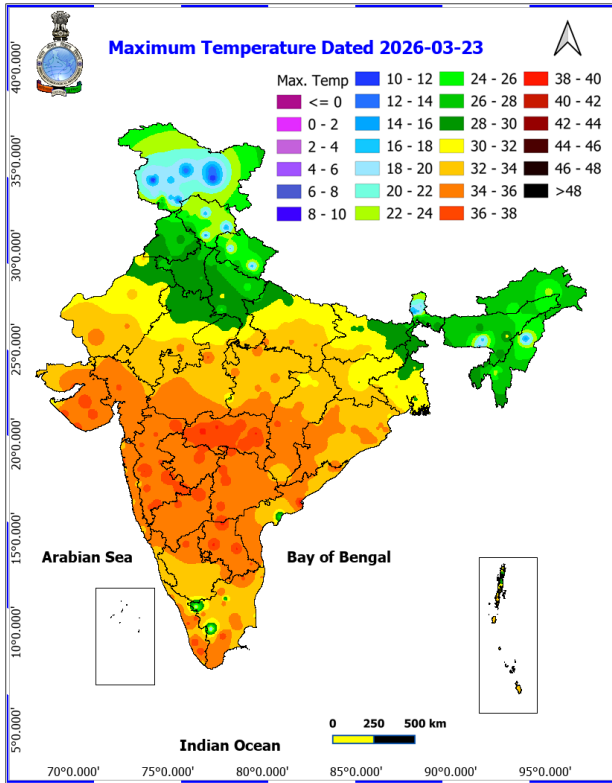 Maximum Temperature Dated 2026-03-23
Max. Temp
<= 0
0 - 2
2 - 4
4 - 6
6 - 8
8 - 10
10 - 12
12 - 14
14 - 16
16 - 18
18 - 20
20 - 22
22 - 24
24 - 26
26 - 28
28 - 30
30 - 32
32 - 34
34 - 36
36 - 38
38 - 40
40 - 42
42 - 44
44 - 46
46 - 48
>48
40°0.000'
35°0.000'
30°0.000'
25°0.000'
20°0.000'
15°0.000'
10°0.000'
5°0.000'
Arabian Sea
Bay of Bengal
Indian Ocean
0 250 500 km
70°0.000' 75°0.000' 80°0.000' 85°0.000' 90°0.000' 95°0.000'